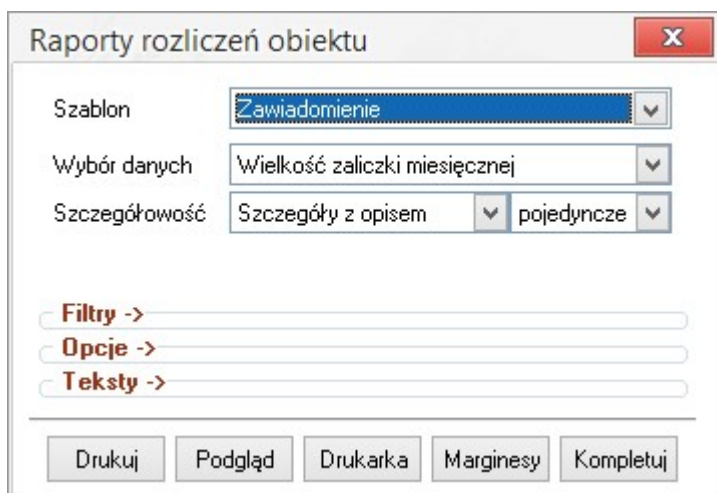 Raporty rozliczeń obiektu
Szablon Zawiadomienie
Wybór danych Wielkość zaliczki miesięcznej
Szczegółowość Szczegóły z opisem pojedyncze
Filtry ->
Opcje ->
Teksty ->
Drukuj Podgląd Drukarka Marginesy Kompletuj